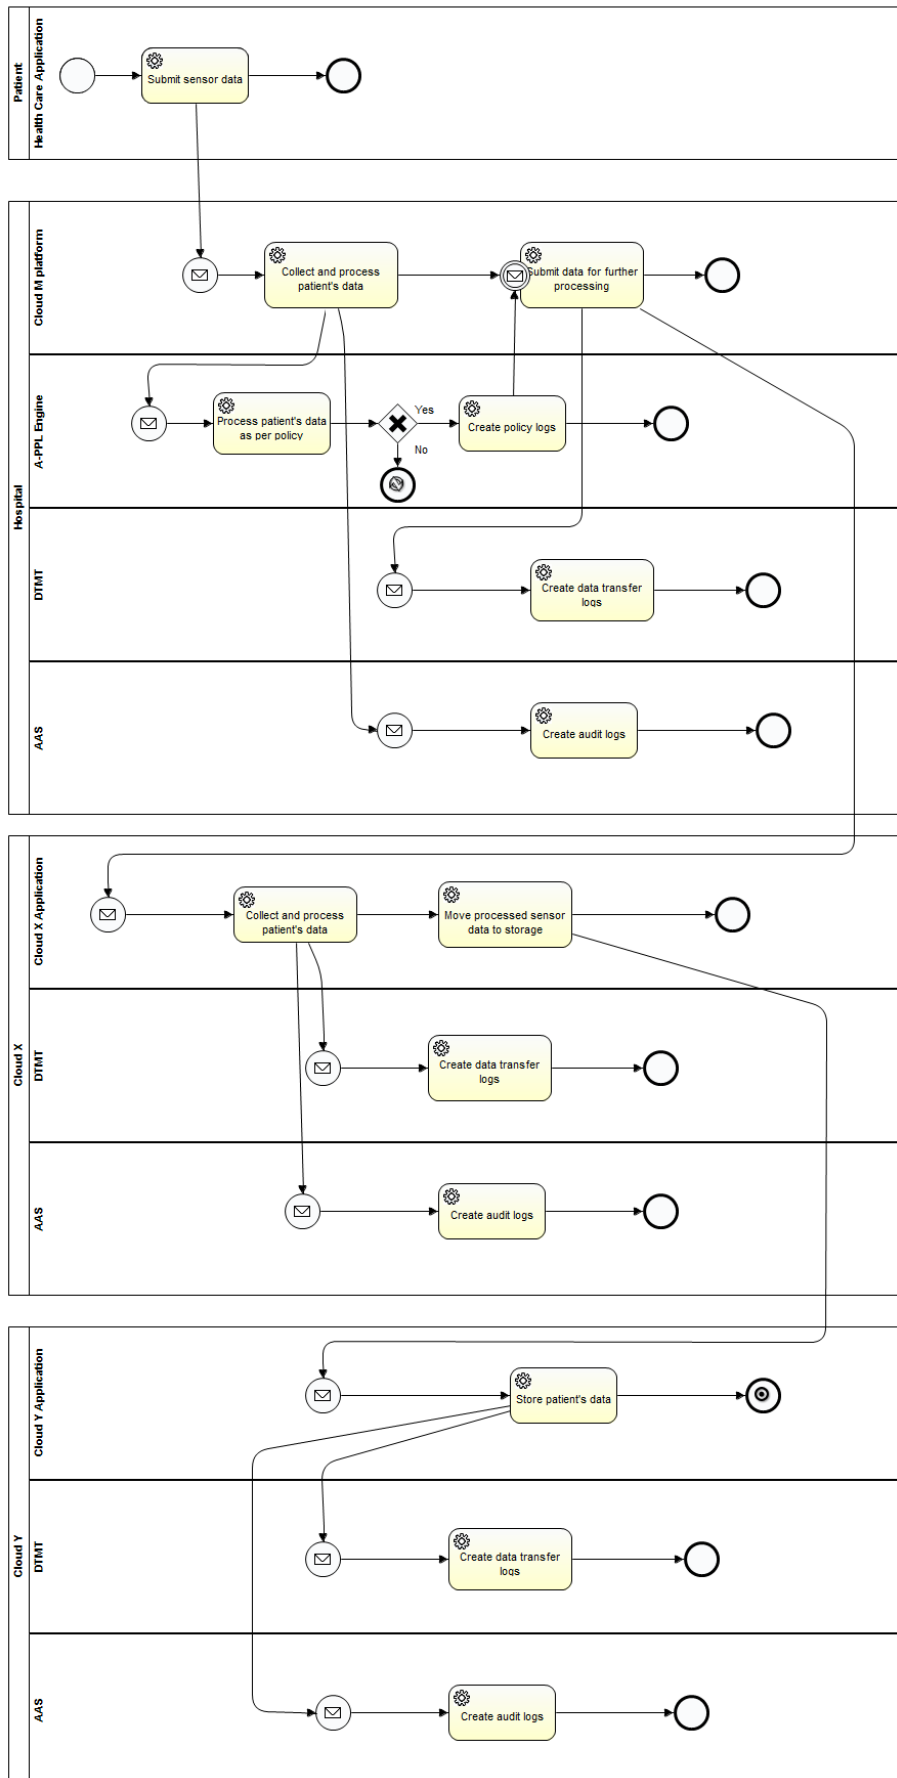 Patient
Health Care Application
Submit sensor data
Hospital
Cloud M platform
Collect and process
patient's data
Submit data for further
processing
A-PPL Engine
Process patient's data
as per policy
Yes
No
Create policy logs
DTMT
Create data transfer
logs
AAS
Create audit logs
Cloud X
Cloud X Application
Collect and process
patient's data
Move processed sensor
data to storage
DTMT
Create data transfer
logs
AAS
Create audit logs
Cloud Y
Cloud Y Application
Store patient's data
DTMT
Create data transfer
logs
AAS
Create audit logs